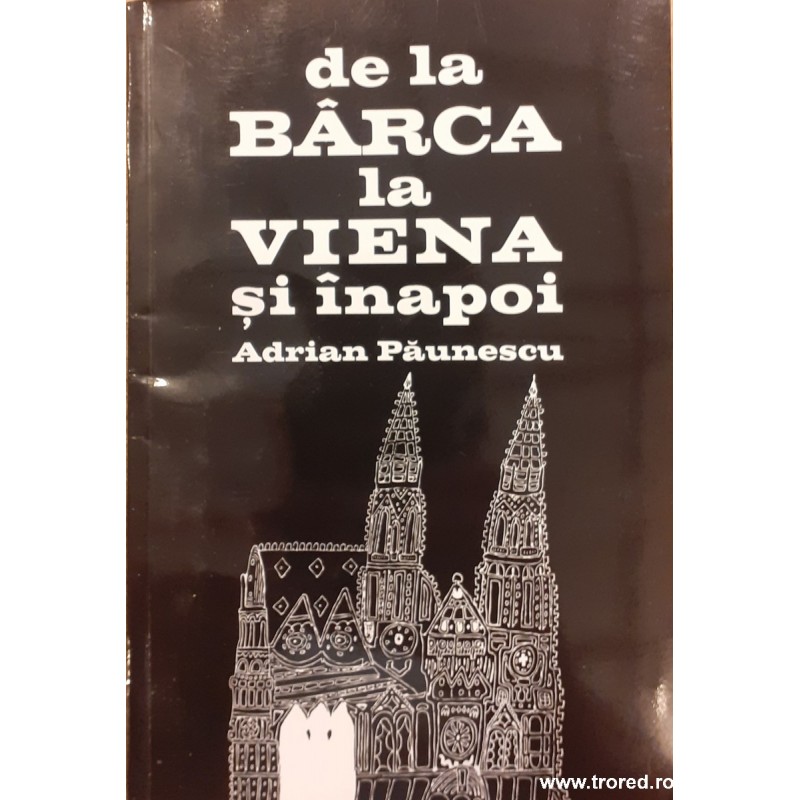 de la
BÂRCA
la
VIENA
și înapoi
Adrian Păunescu
www.trored.ro